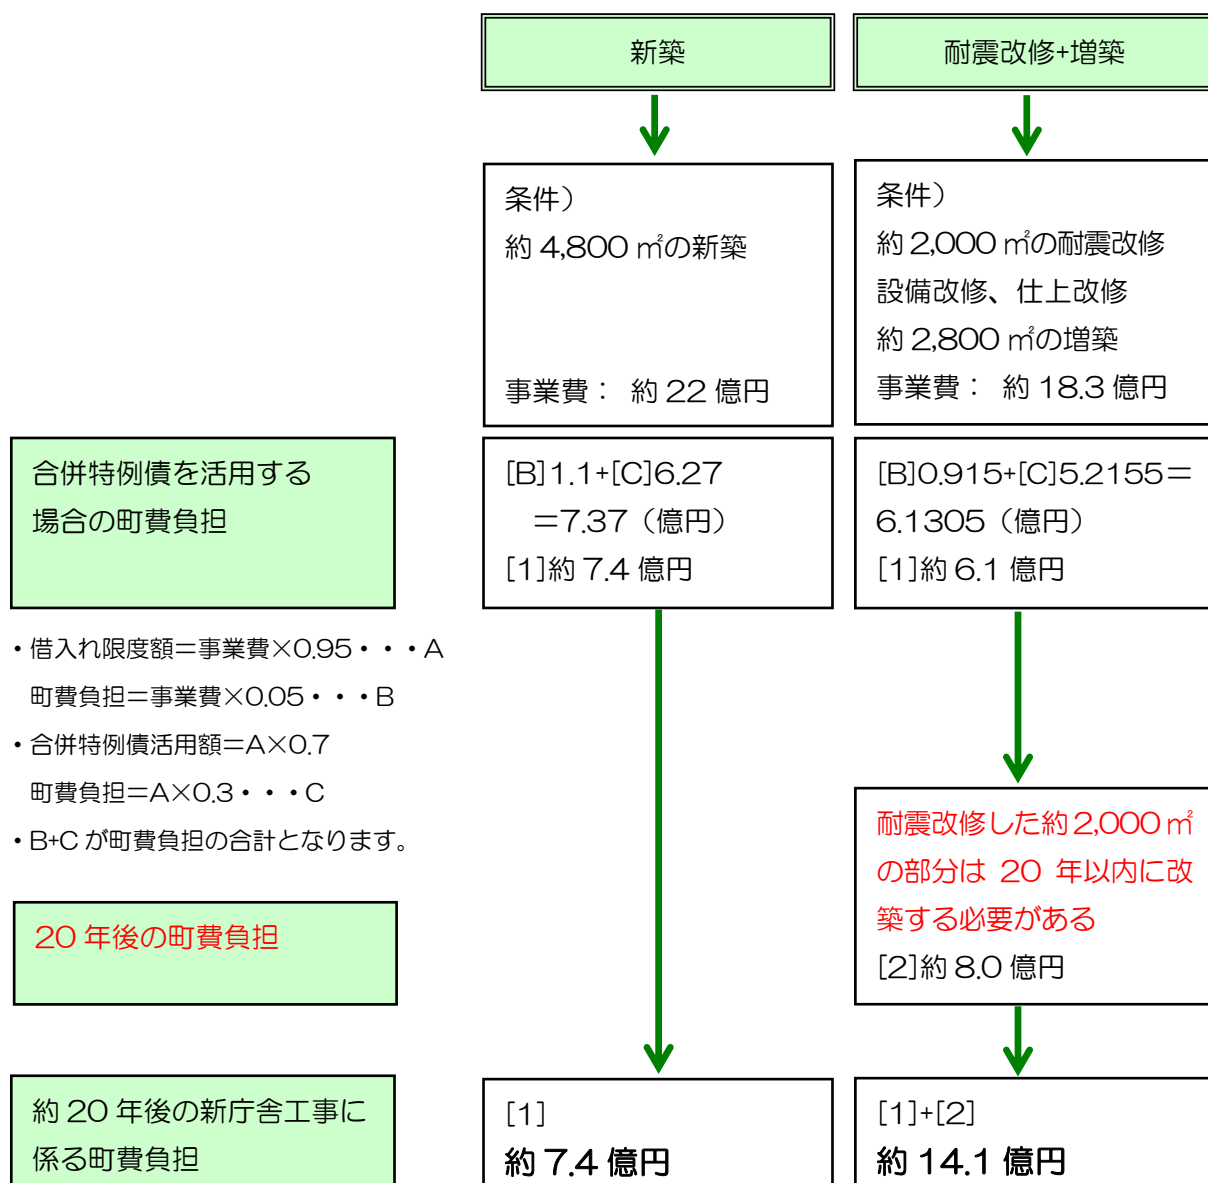 新築
耐震改修+増築
条件）
約 4,800 ㎡の新築
事業費： 約 22 億円
条件）
約 2,000 ㎡の耐震改修
設備改修、仕上改修
約 2,800 ㎡の増築
事業費： 約 18.3 億円
合併特例債を活用する
場合の町費負担
[B]1.1+[C]6.27
＝7.37（億円）
[1]約 7.4 億円
[B]0.915+[C]5.2155＝
6.1305（億円）
[1]約 6.1 億円
・借入れ限度額＝事業費×0.95・・・A
町費負担＝事業費×0.05・・・B
・合併特例債活用額＝A×0.7
町費負担＝A×0.3・・・C
・B+C が町費負担の合計となります。
耐震改修した約 2,000 ㎡
の部分は 20 年以内に改
築する必要がある
[2]約 8.0 億円
20 年後の町費負担
約 20 年後の新庁舎工事に
係る町費負担
[1]
約 7.4 億円
[1]+[2]
約 14.1 億円